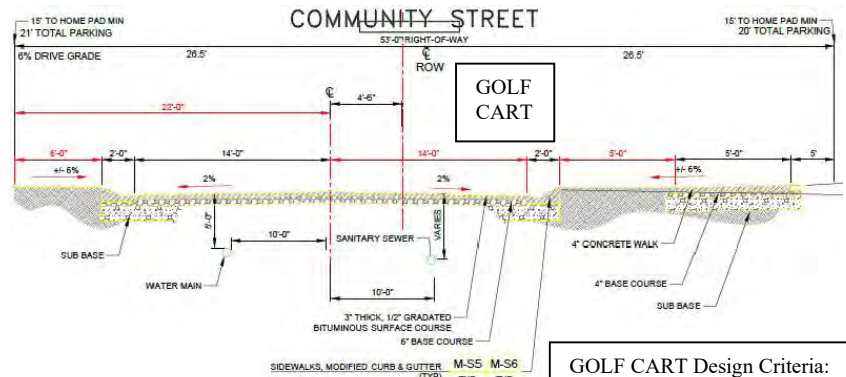 COMMUNITY STREET
15' TO HOME PAD MIN
21' TOTAL PARKING
15' TO HOME PAD MIN
20' TOTAL PARKING
53'-0" RIGHT-OF-WAY
6% DRIVE GRADE
26.5'
℄
ROW
26.5'
GOLF
CART
℄
4'-6"
22'-0"
6'-0"
2'-0"
14'-0"
14'-0"
2'-0"
5'-0"
5'-0"
5'
+/- 6%
2%
2%
+/- 6%
VARIES
SUB BASE
10'-0"
SANITARY SEWER
4" CONCRETE WALK
WATER MAIN
10'-0"
4" BASE COURSE
SUB BASE
3" THICK, 1/2" GRADATED
BITUMINOUS SURFACE COURSE
6" BASE COURSE
SIDEWALKS, MODIFIED CURB & GUTTER M-S5 M-S6
GOLF CART Design Criteria: